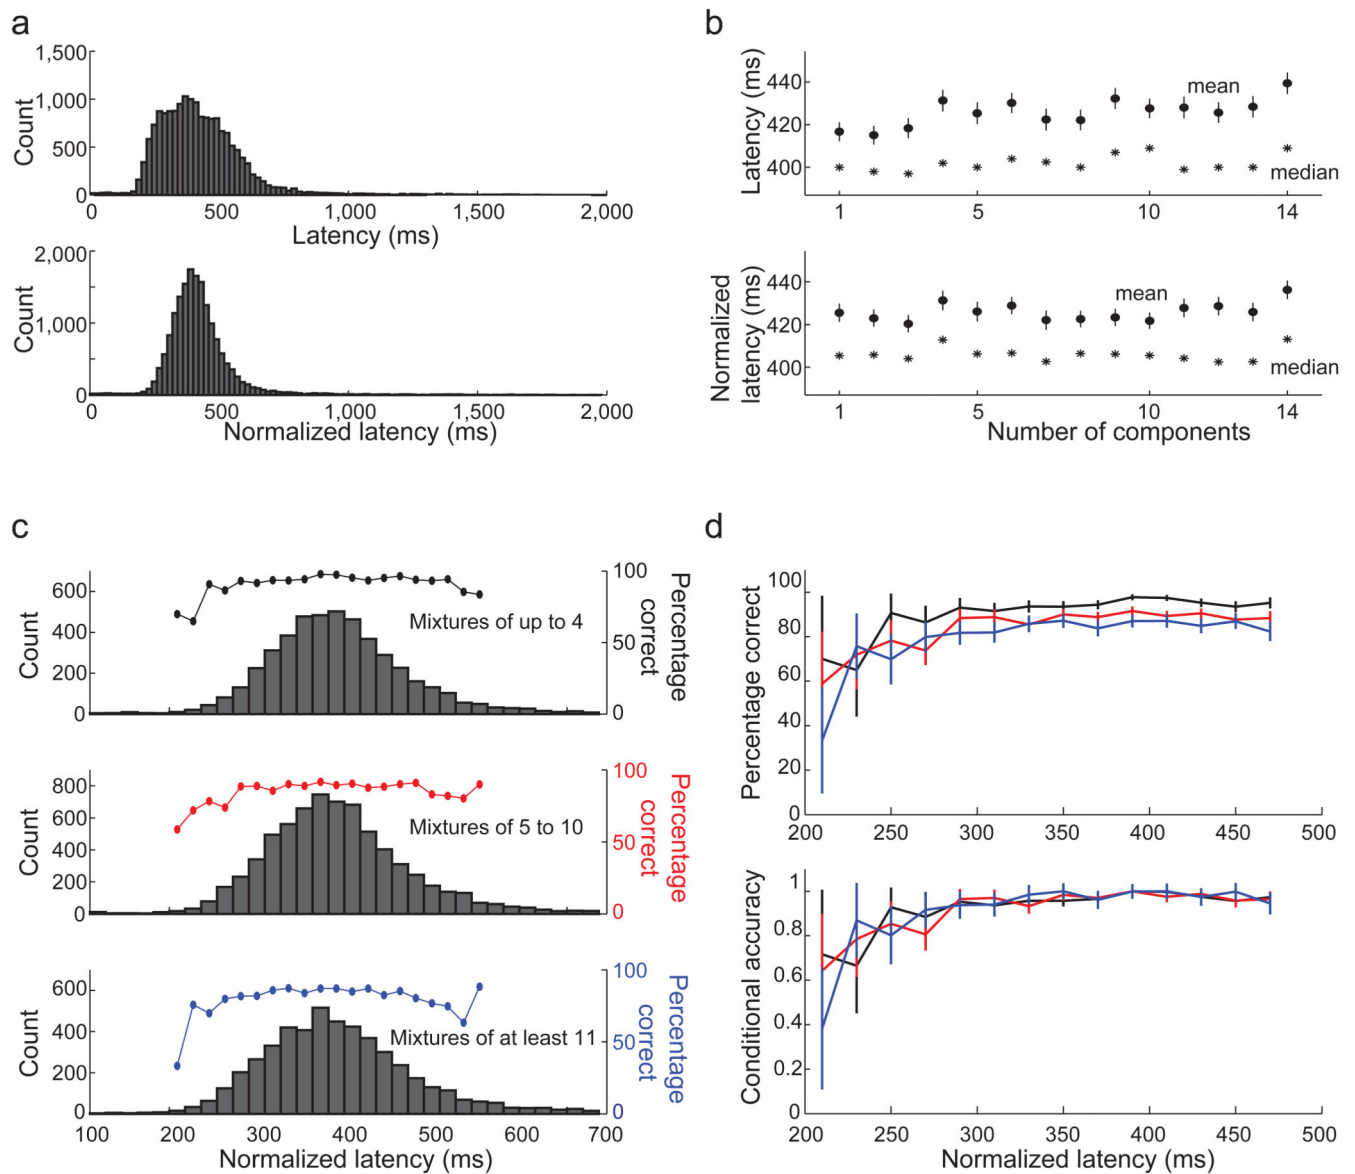 a
1,500
1,000
500
0
Count
0
500
1,000
1,500
2,000
Latency (ms)
2,000
1,000
0
Count
0
500
1,000
1,500
2,000
Normalized latency (ms)
b
440
420
400
Latency (ms)
mean
median
1
5
10
14
440
420
400
Normalized
latency (ms)
mean
median
1
5
10
14
Number of components
c
600
400
200
0
Count
Mixtures of up to 4
100
50
0
Percentage
correct
800
600
400
200
0
Count
Mixtures of 5 to 10
100
50
0
Percentage
correct
600
400
200
0
Count
Mixtures of at least 11
100
50
0
Percentage
correct
100
200
300
400
500
600
700
Normalized latency (ms)
d
100
80
60
40
20
0
Percentage correct
200
250
300
350
400
450
500
1
0.8
0.6
0.4
0.2
0
Conditional accuracy
200
250
300
350
400
450
500
Normalized latency (ms)